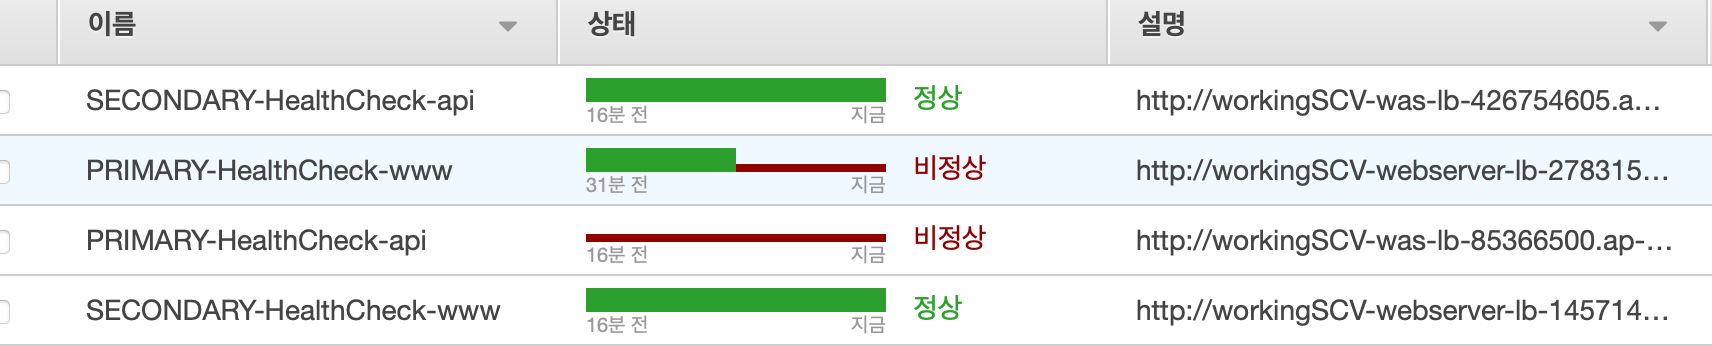 이름 상태 설명
SECONDARY-HealthCheck-api 정상 http://workingSCV-was-lb-426754605.a...
16분 전 지금
PRIMARY-HealthCheck-www 비정상 http://workingSCV-webserver-lb-278315...
31분 전 지금
PRIMARY-HealthCheck-api 비정상 http://workingSCV-was-lb-85366500.ap-...
16분 전 지금
SECONDARY-HealthCheck-www 정상 http://workingSCV-webserver-lb-145714...
16분 전 지금